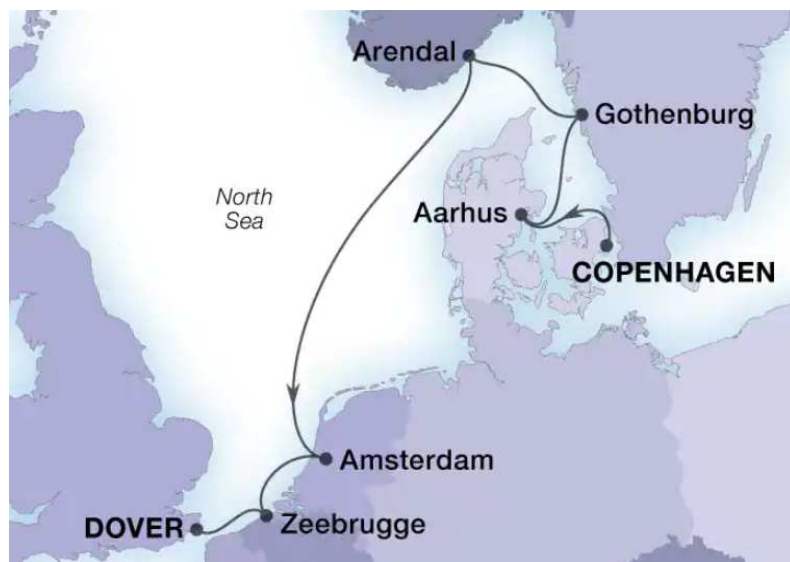 Arendal
Gothenburg
North
Sea
Aarhus
COPENHAGEN
Amsterdam
DOVER
Zeebrugge